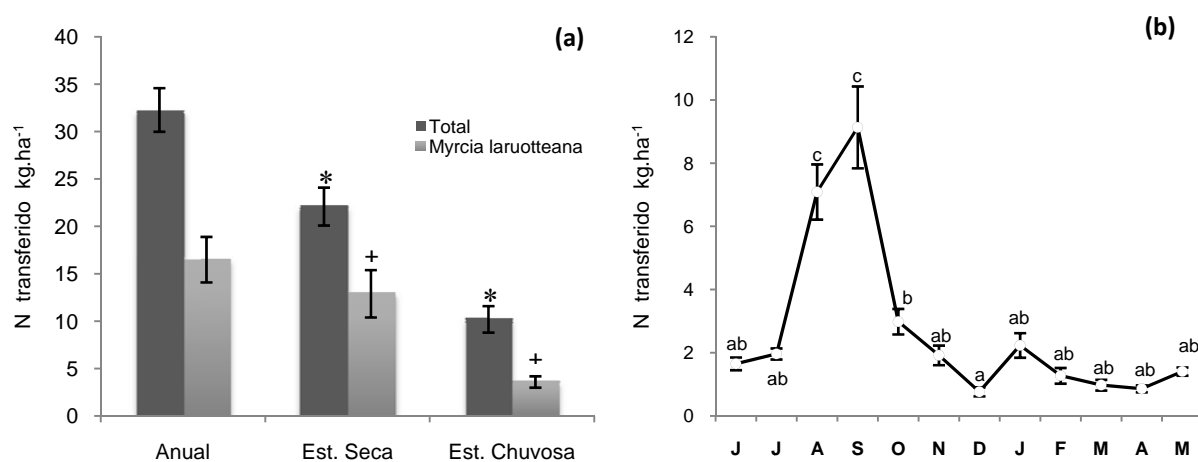 (a)
N transferido kg.ha⁻¹
40
35
30
25
20
15
10
5
0
Total
Myrcia laruotteana
*
+
*
+
Anual Est. Seca Est. Chuvosa
(b)
N transferido kg.ha⁻¹
12
10
8
6
4
2
0
ab
ab
c
c
b
ab
a
ab
ab
ab
ab
ab
J J A S O N D J F M A M